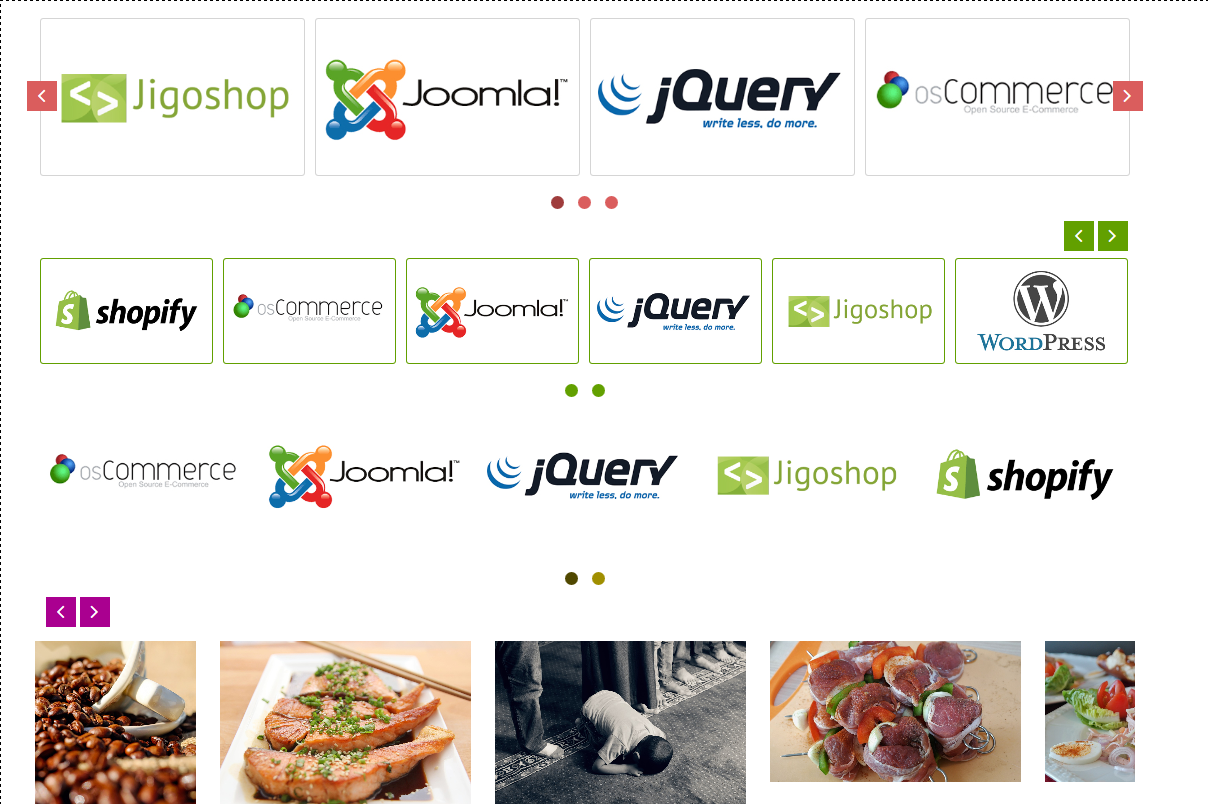 Jigoshop
Joomla!™
jQuery
write less, do more.
osCommerce
Open Source E-Commerce
shopify
osCommerce
Open Source E-Commerce
Joomla!™
jQuery
write less, do more.
Jigoshop
WordPress
osCommerce
Open Source E-Commerce
Joomla!™
jQuery
write less, do more.
Jigoshop
shopify